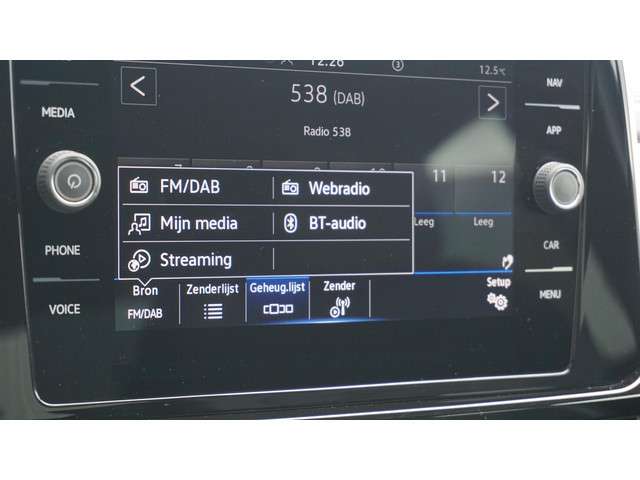 12:26
3
12.5°C
MEDIA
PHONE
VOICE
538 (DAB)
Radio 538
11
12
Leeg
Leeg
FM/DAB
Webradio
Mijn media
BT-audio
Streaming
Bron
FM/DAB
Zenderlijst
Geheug.lijst
Zender
Setup
NAV
APP
CAR
MENU